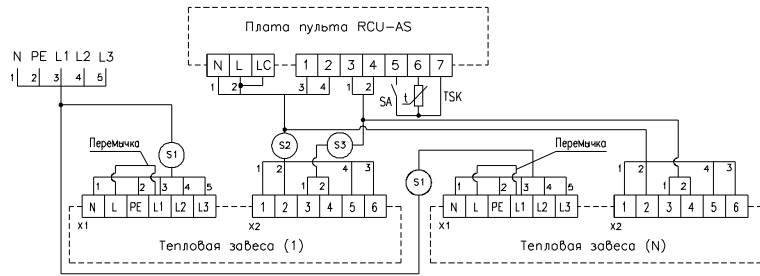 Плата пульта RCU-AS
N PE L1 L2 L3
1 2 3 4 5
N L LC 1 2 3 4 5 6 7
1 2 3 4 1 2
SA t TSK
Перемычка
S1 S2 S3
Перемычка
S1
1 2 3 4 5
1 2 1 2 4 3
1 2 3 4 5
1 2 1 2 4 3
N L PE L1 L2 L3
1 2 3 4 5 6
N L PE L1 L2 L3
1 2 3 4 5 6
X1 X2 X1 X2
Тепловая завеса (1)
Тепловая завеса (N)